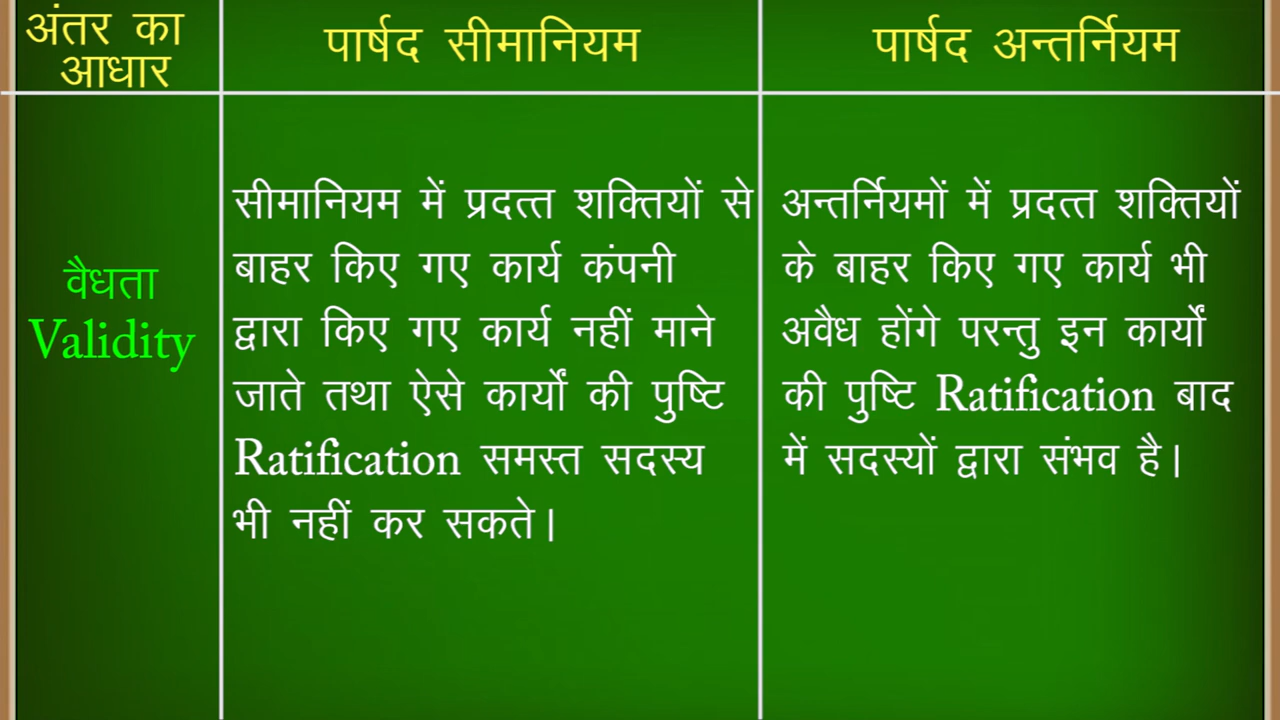 अंतर का
आधार
पार्षद सीमानियम
पार्षद अन्तर्नियम
वैधता
Validity
सीमानियम में प्रदत्त शक्तियों से
बाहर किए गए कार्य कंपनी
द्वारा किए गए कार्य नहीं माने
जाते तथा ऐसे कार्यों की पुष्टि
Ratification समस्त सदस्य
भी नहीं कर सकते।
अन्तर्नियमों में प्रदत्त शक्तियों
के बाहर किए गए कार्य भी
अवैध होंगे परन्तु इन कार्यों
की पुष्टि Ratification बाद
में सदस्यों द्वारा संभव है।